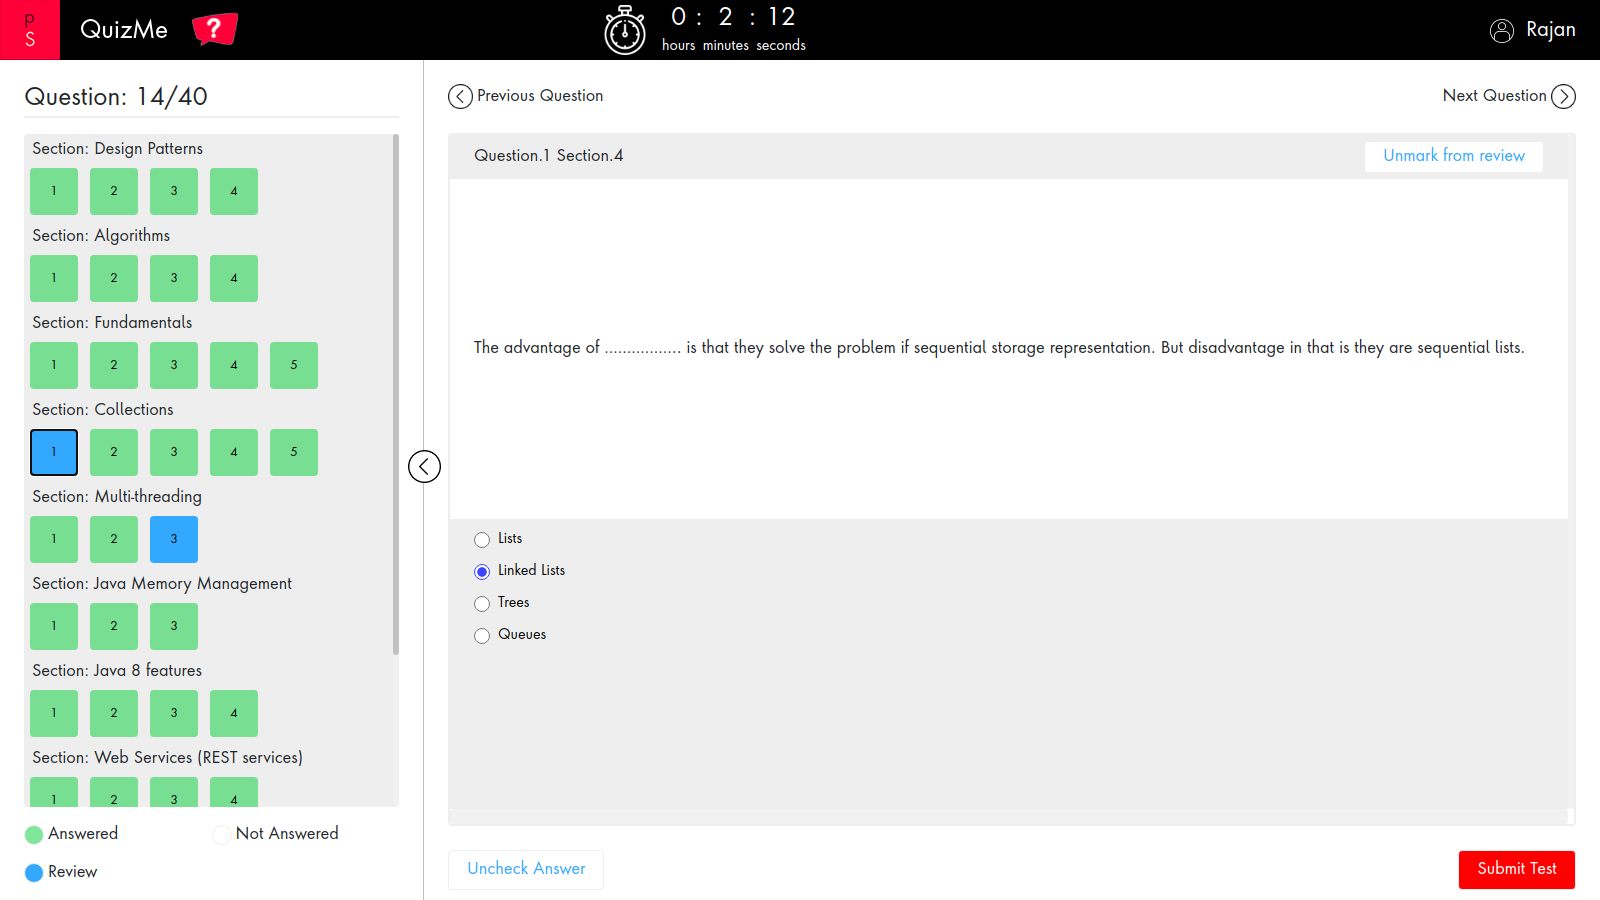 pS
QuizMe
?
0 : 2 : 12
hours minutes seconds
Rajan
Question: 14/40
Section: Design Patterns
1 2 3 4
Section: Algorithms
1 2 3 4
Section: Fundamentals
1 2 3 4 5
Section: Collections
1 2 3 4 5
Section: Multi-threading
1 2 3
Section: Java Memory Management
1 2 3
Section: Java 8 features
1 2 3 4
Section: Web Services (REST services)
1 2 3 4
Answered
Not Answered
Review
Previous Question
Next Question
Question.1 Section.4
Unmark from review
The advantage of ................. is that they solve the problem if sequential storage representation. But disadvantage in that is they are sequential lists.
Lists
Linked Lists
Trees
Queues
Uncheck Answer
Submit Test